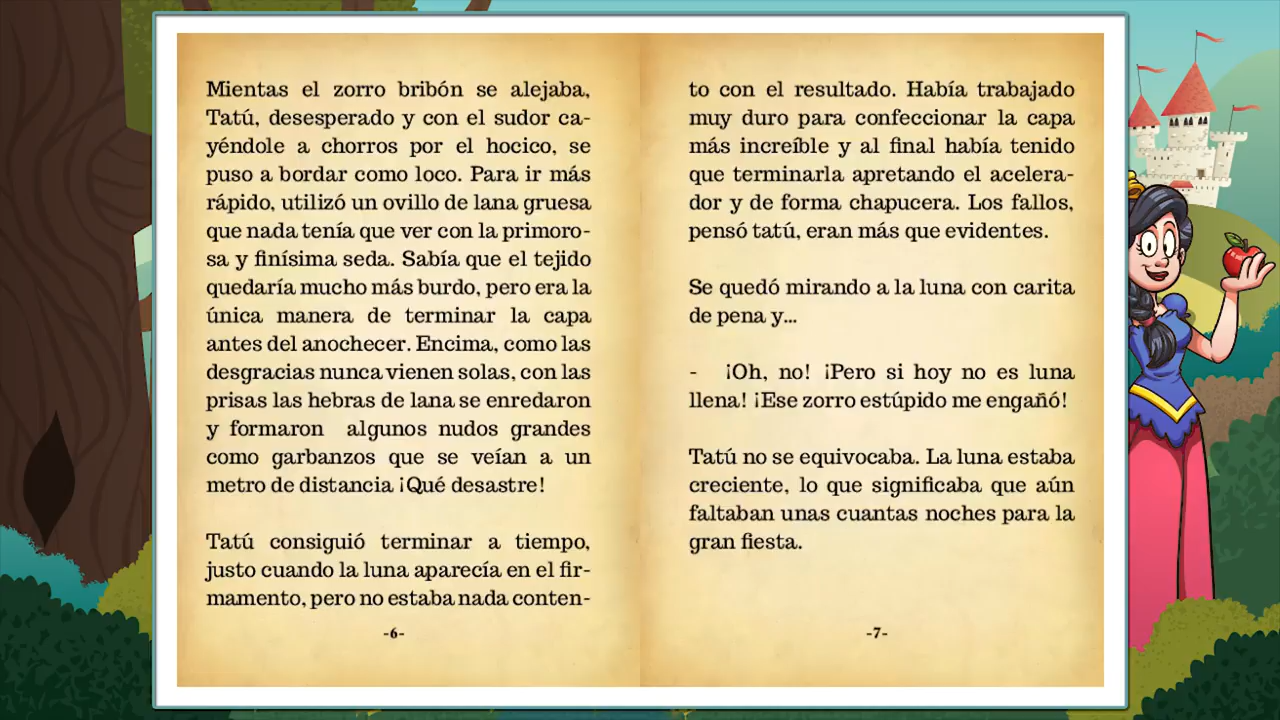 Mientas el zorro bribón se alejaba,
Tatú, desesperado y con el sudor ca-
yéndole a chorros por el hocico, se
puso a bordar como loco. Para ir más
rápido, utilizó un ovillo de lana gruesa
que nada tenía que ver con la primoro-
sa y finísima seda. Sabía que el tejido
quedaría mucho más burdo, pero era la
única manera de terminar la capa
antes del anochecer. Encima, como las
desgracias nunca vienen solas, con las
prisas las hebras de lana se enredaron
y formaron algunos nudos grandes
como garbanzos que se veían a un
metro de distancia ¡Qué desastre!
Tatú consiguió terminar a tiempo,
justo cuando la luna aparecía en el fir-
mamento, pero no estaba nada conten-
-6-
to con el resultado. Había trabajado
muy duro para confeccionar la capa
más increíble y al final había tenido
que terminarla apretando el acelera-
dor y de forma chapucera. Los fallos,
pensó tatú, eran más que evidentes.
Se quedó mirando a la luna con carita
de pena y…
- ¡Oh, no! ¡Pero si hoy no es luna
llena! ¡Ese zorro estúpido me engañó!
Tatú no se equivocaba. La luna estaba
creciente, lo que significaba que aún
faltaban unas cuantas noches para la
gran fiesta.
-7-